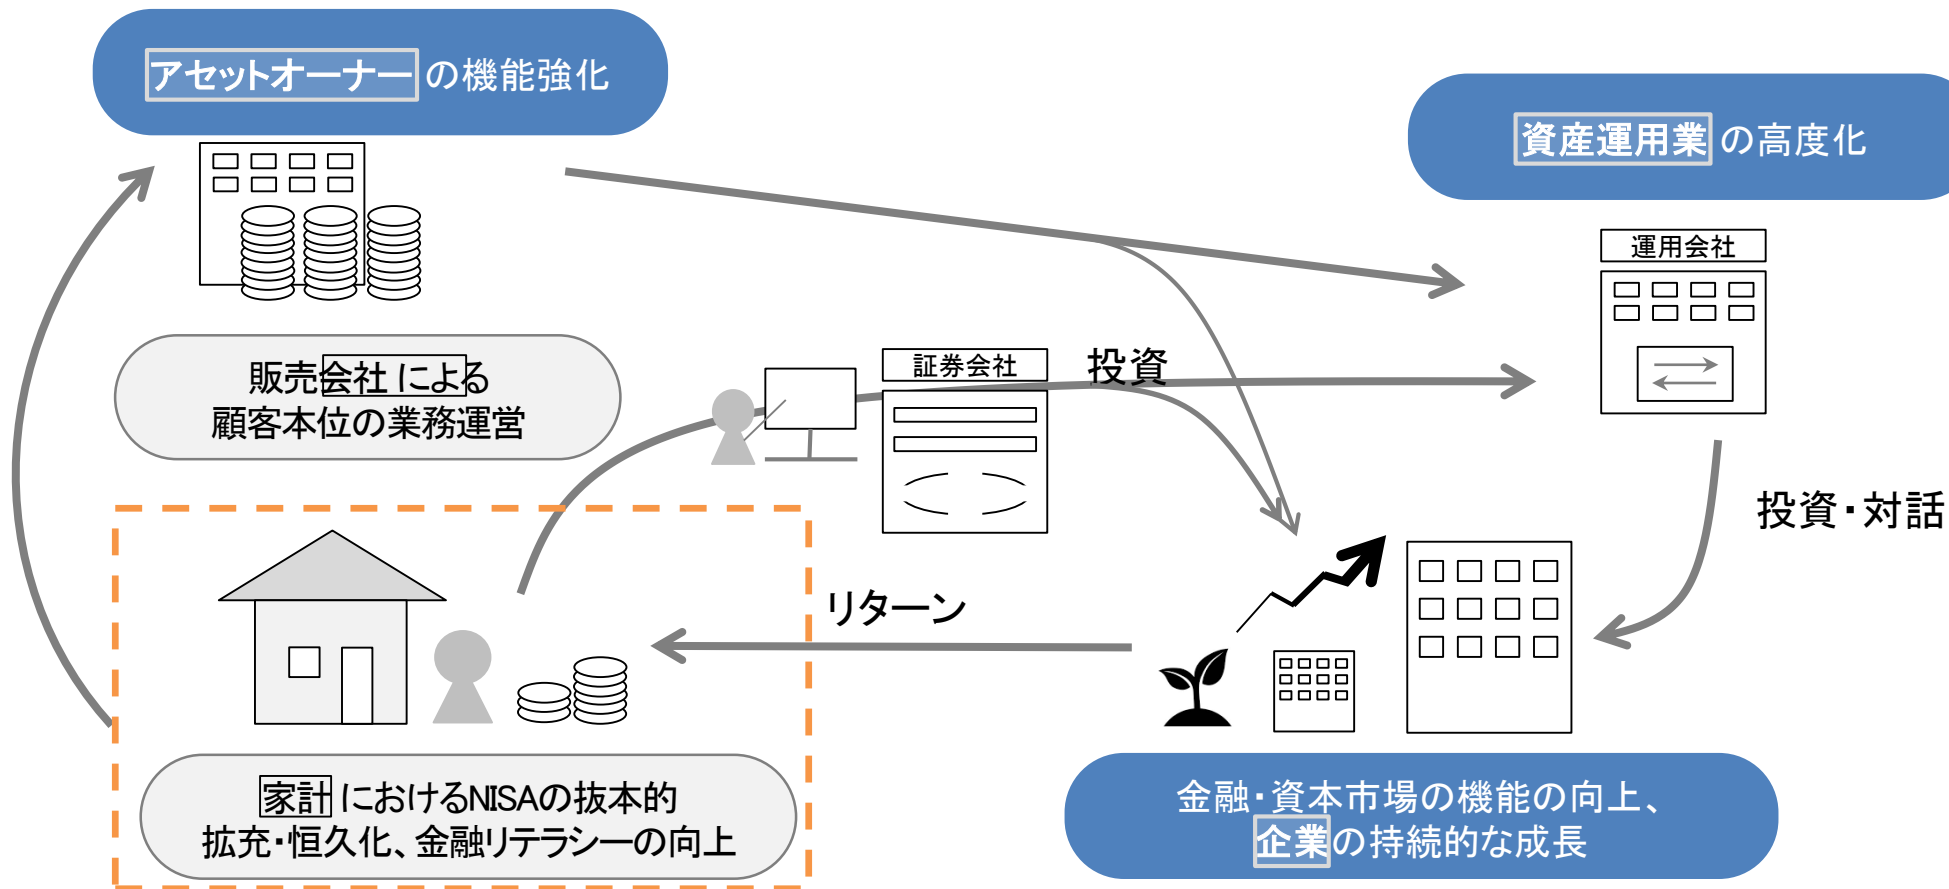 アセットオーナーの機能強化
資産運用業の高度化
運用会社
販売会社による
顧客本位の業務運営
証券会社
投資
投資・対話
リターン
家計におけるNISAの抜本的
拡充・恒久化、金融リテラシーの向上
金融・資本市場の機能の向上、
企業の持続的な成長